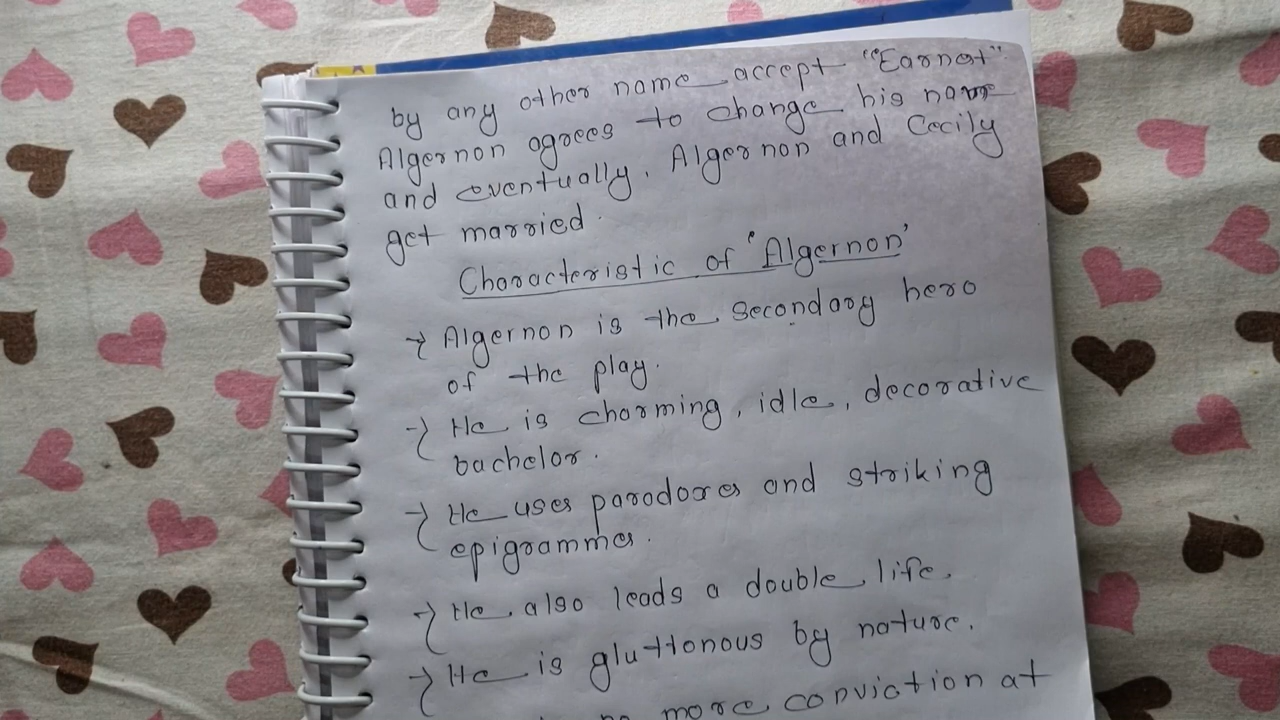 by any other name accept "Earnest"
Algernon agrees to change his name
and eventually. Algernon and Cecily
get married.
Characteristic of 'Algernon'
→ Algernon is the secondary hero
of the play.
→ He is charming, idle, decorative
bachelor.
→ He uses paradoxes and striking
epigrammes.
→ He also leads a double life.
→ He is gluttonous by nature.
more conviction at